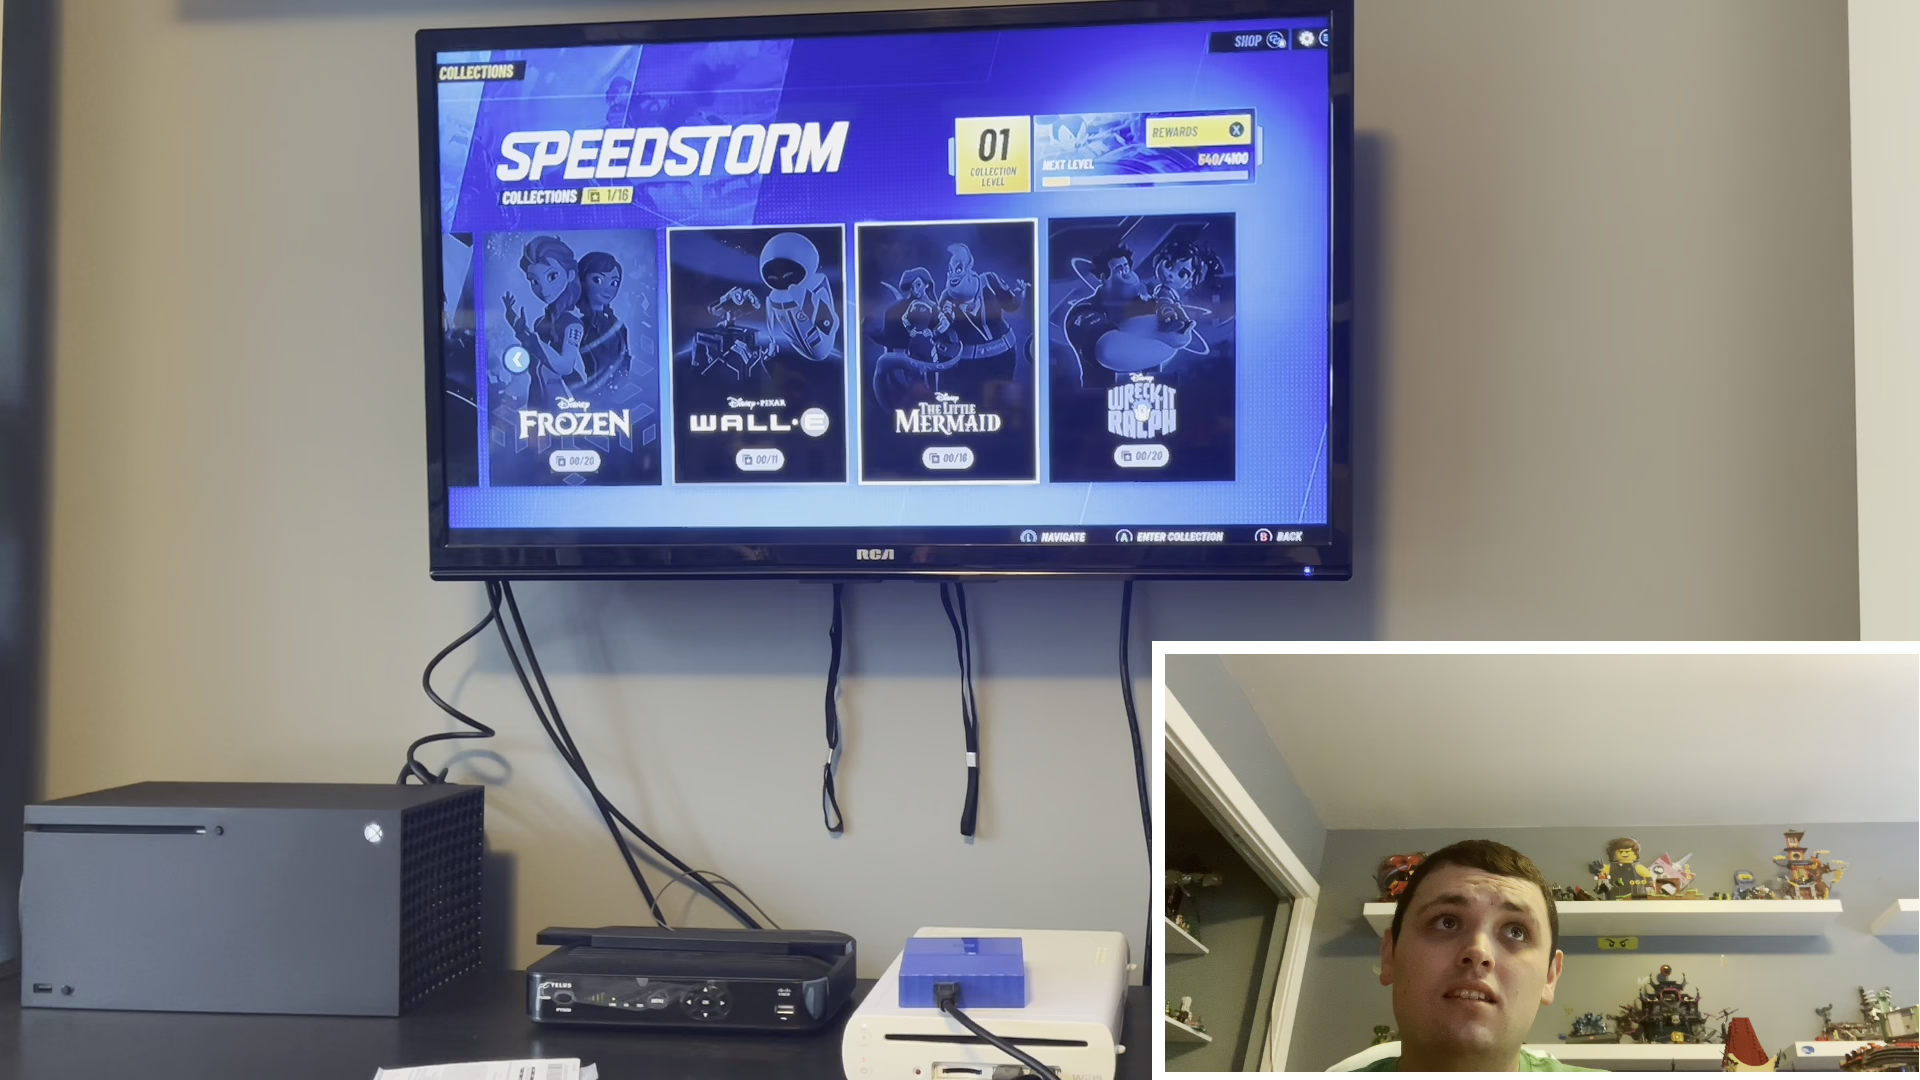 SHOP
COLLECTIONS
SPEEDSTORM
COLLECTIONS 1/16
01
COLLECTION
LEVEL
REWARDS X
NEXT LEVEL 540/4100
Disney
FROZEN
00/20
Disney·PIXAR
WALL·E
00/11
Disney
THE LITTLE
MERMAID
00/16
Disney
WRECK-IT
RALPH
00/20
L NAVIGATE A ENTER COLLECTION B BACK
RCA
TELUS
WiiU